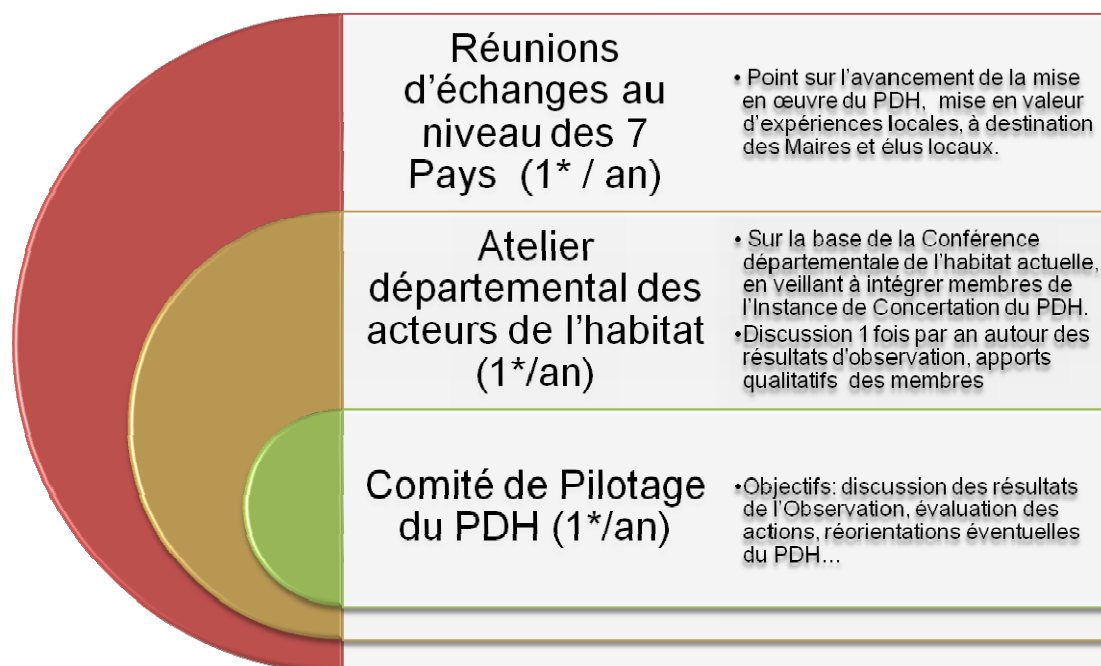 Réunions
d'échanges au
niveau des 7
Pays (1* / an)
• Point sur l'avancement de la mise
en œuvre du PDH, mise en valeur
d'expériences locales, à destination
des Maires et élus locaux.
Atelier
départemental des
acteurs de l'habitat
(1*/an)
• Sur la base de la Conférence
départementale de l'habitat actuelle,
en veillant à intégrer membres de
l'Instance de Concertation du PDH.
•Discussion 1 fois par an autour des
résultats d'observation, apports
qualitatifs des membres
Comité de Pilotage
du PDH (1*/an)
•Objectifs: discussion des résultats
de l'Observation, évaluation des
actions, réorientations éventuelles
du PDH…